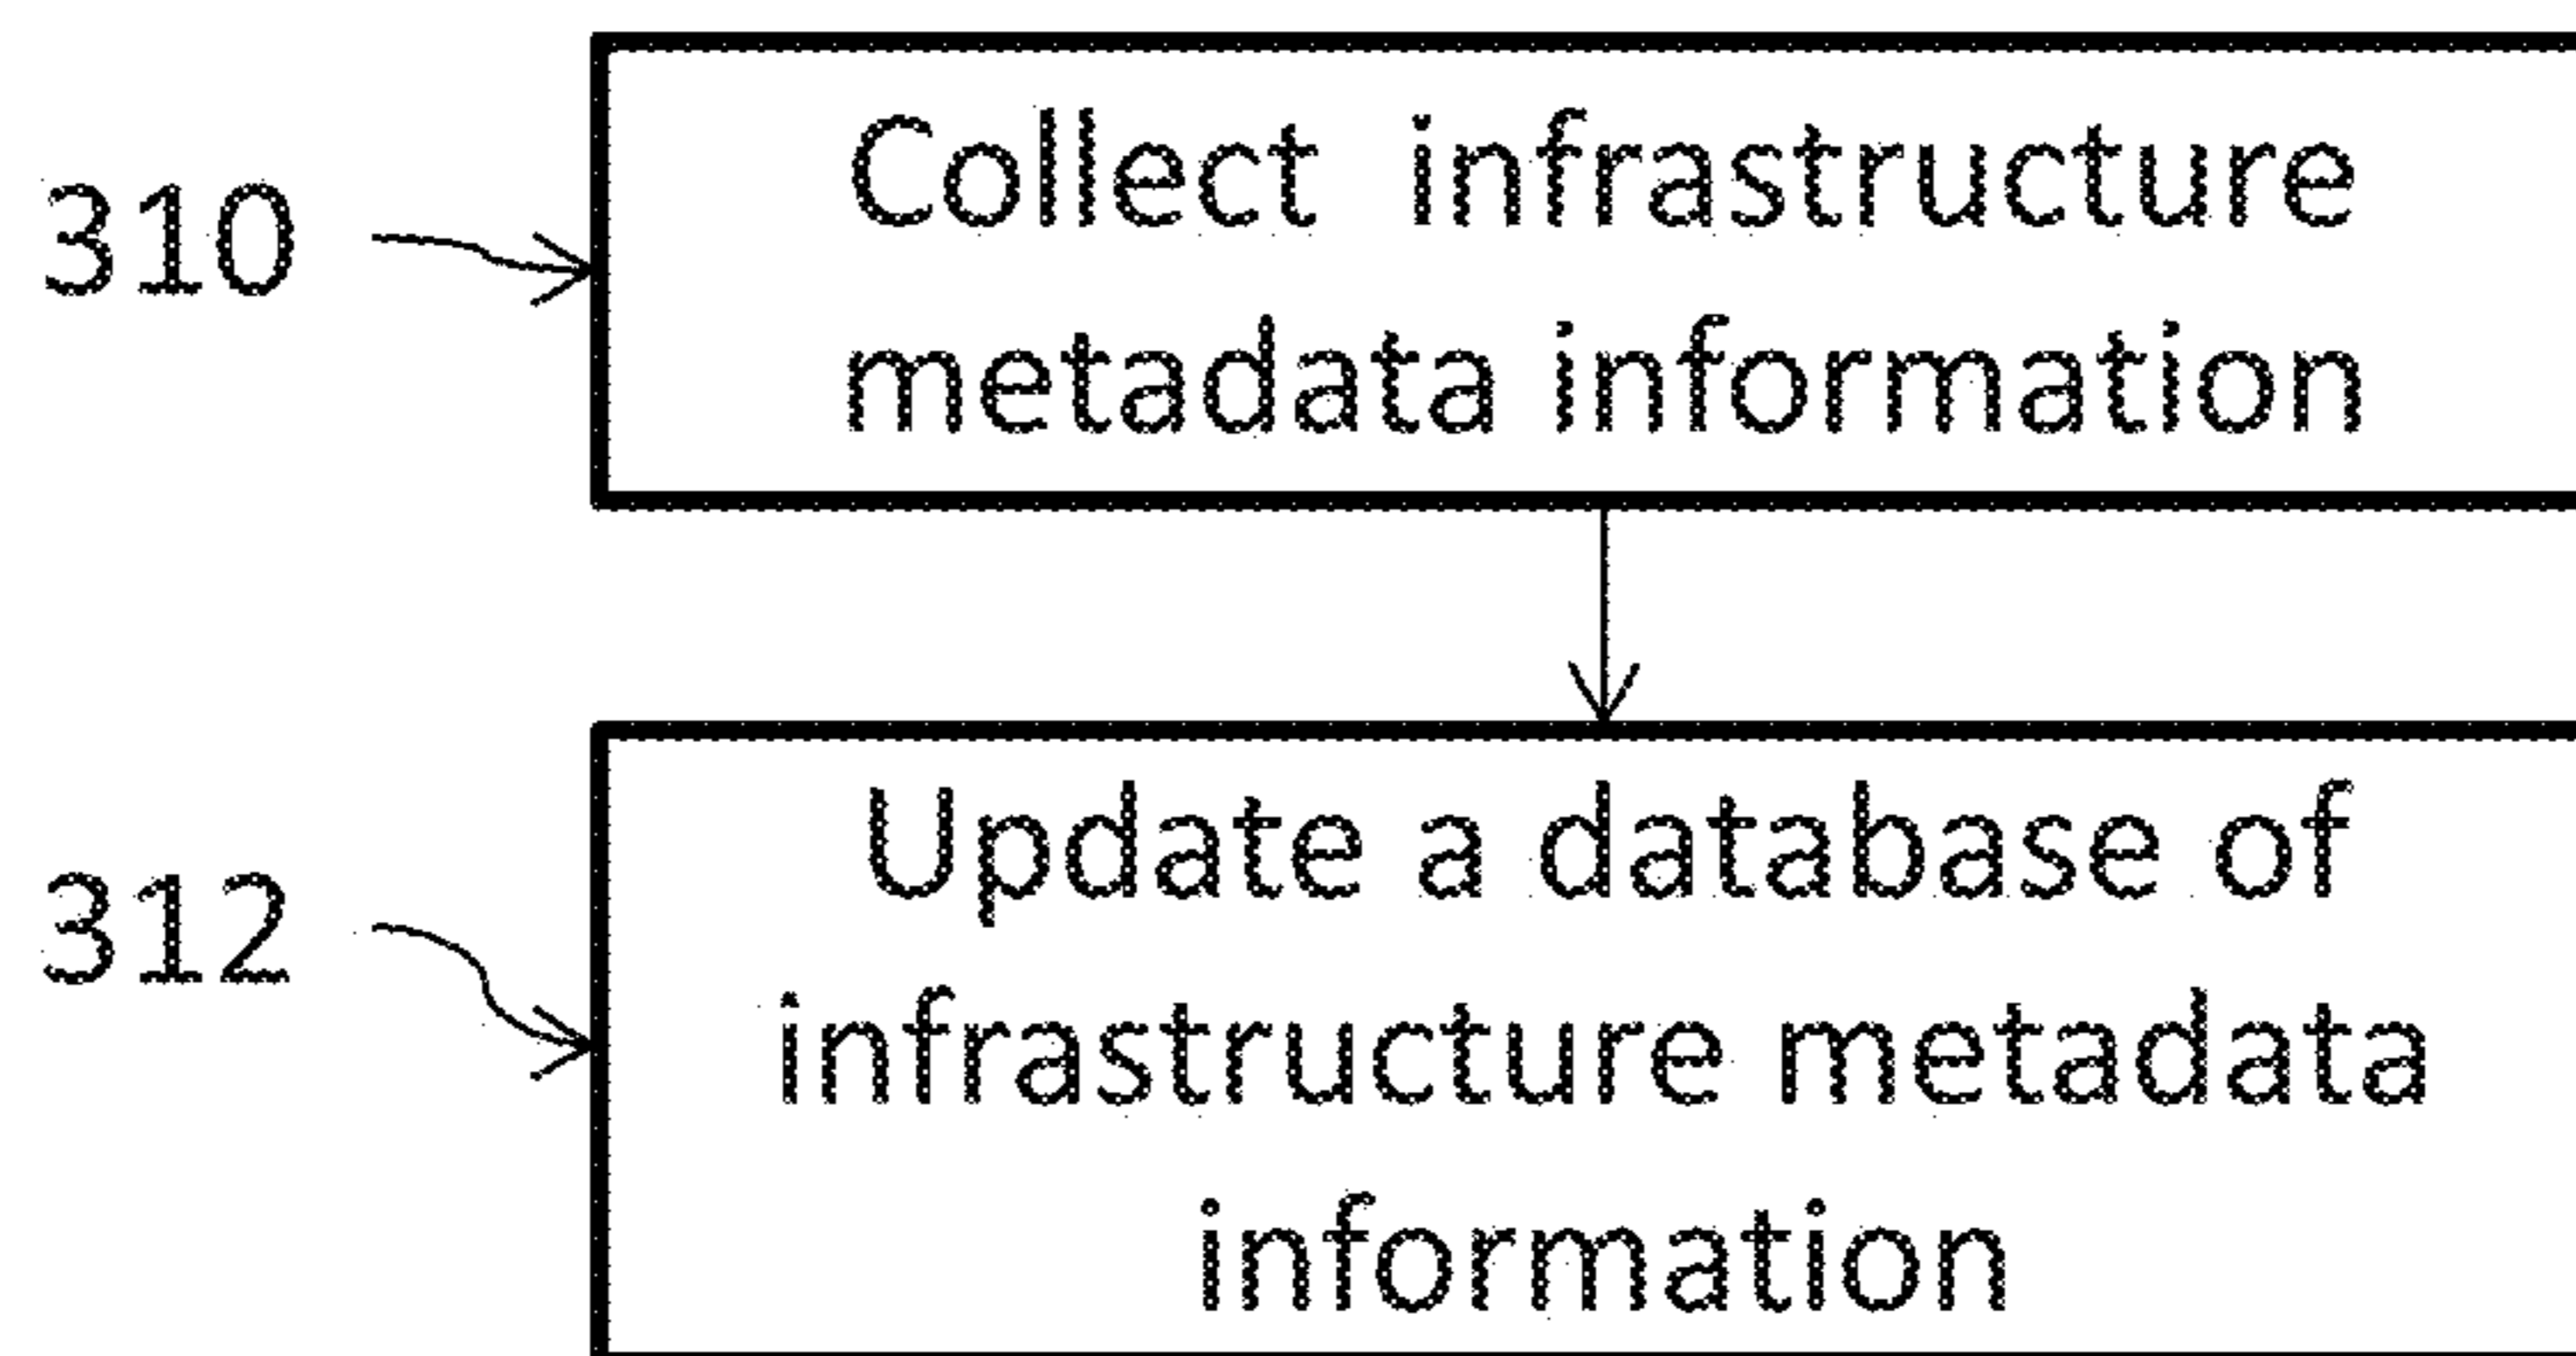 310
Collect infrastructure
metadata information
312
Update a database of
infrastructure metadata
information